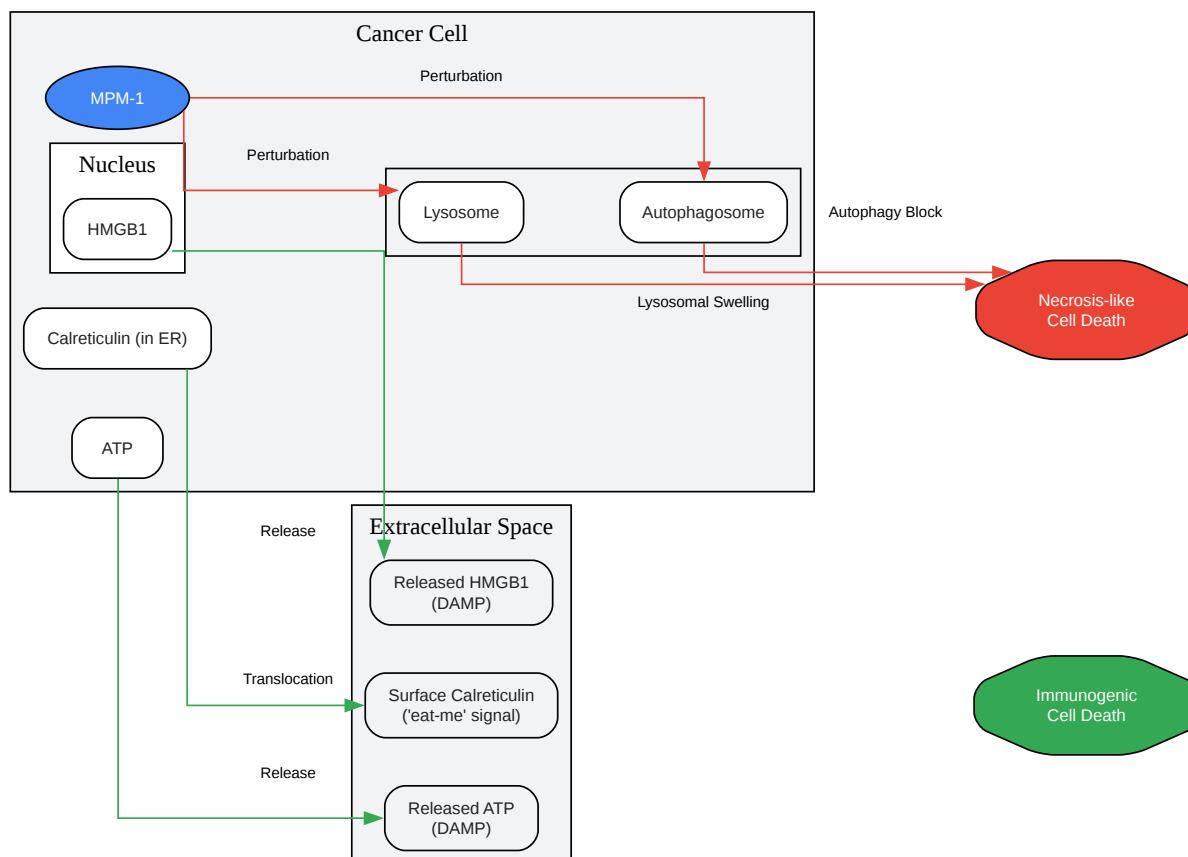 Cancer Cell
Perturbation
MPM-1
Perturbation
Nucleus
HMGB1
Lysosome
Autophagosome
Autophagy Block
Lysosomal Swelling
Necrosis-like
Cell Death
Calreticulin (in ER)
ATP
Extracellular Space
Release
Released HMGB1
(DAMP)
Translocation
Surface Calreticulin
('eat-me' signal)
Immunogenic
Cell Death
Release
Released ATP
(DAMP)